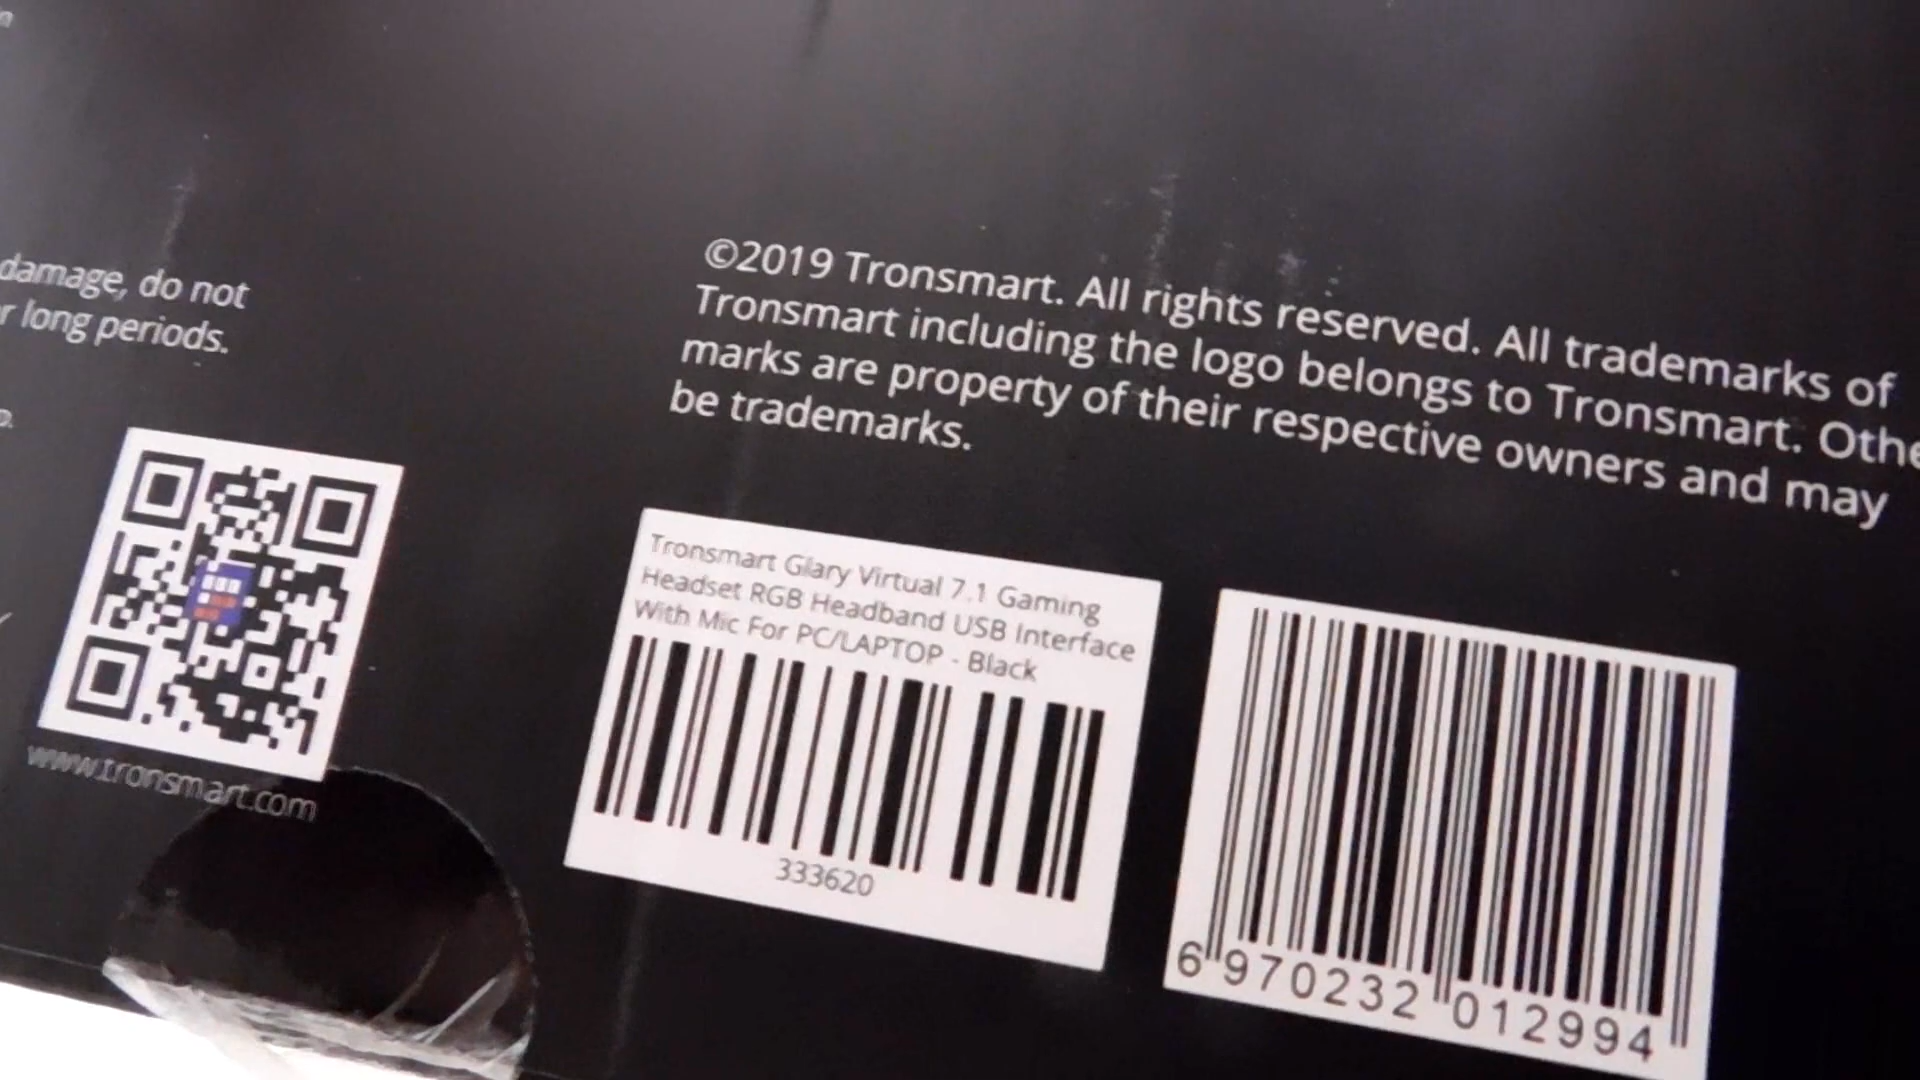 damage, do not
r long periods.
www.tronsmart.com
©2019 Tronsmart. All rights reserved. All trademarks of
Tronsmart including the logo belongs to Tronsmart. Othe
marks are property of their respective owners and may
be trademarks.
Tronsmart Glary Virtual 7.1 Gaming
Headset RGB Headband USB Interface
With Mic For PC/LAPTOP - Black
333620
6 970232 012994